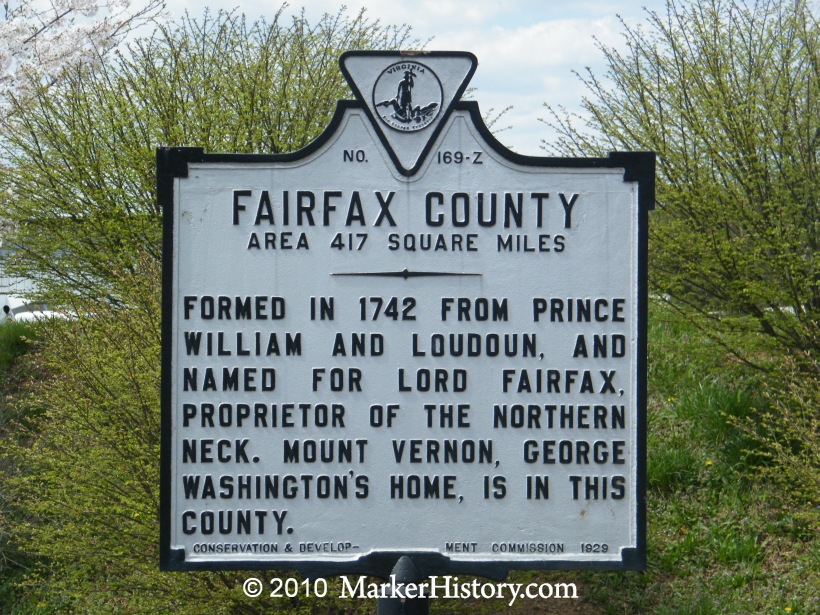 VIRGINIA
NO. 169-Z
FAIRFAX COUNTY
AREA 417 SQUARE MILES
FORMED IN 1742 FROM PRINCE
WILLIAM AND LOUDOUN, AND
NAMED FOR LORD FAIRFAX,
PROPRIETOR OF THE NORTHERN
NECK. MOUNT VERNON, GEORGE
WASHINGTON'S HOME, IS IN THIS
COUNTY.
CONSERVATION & DEVELOP- MENT COMMISSION 1929
© 2010 MarkerHistory.com